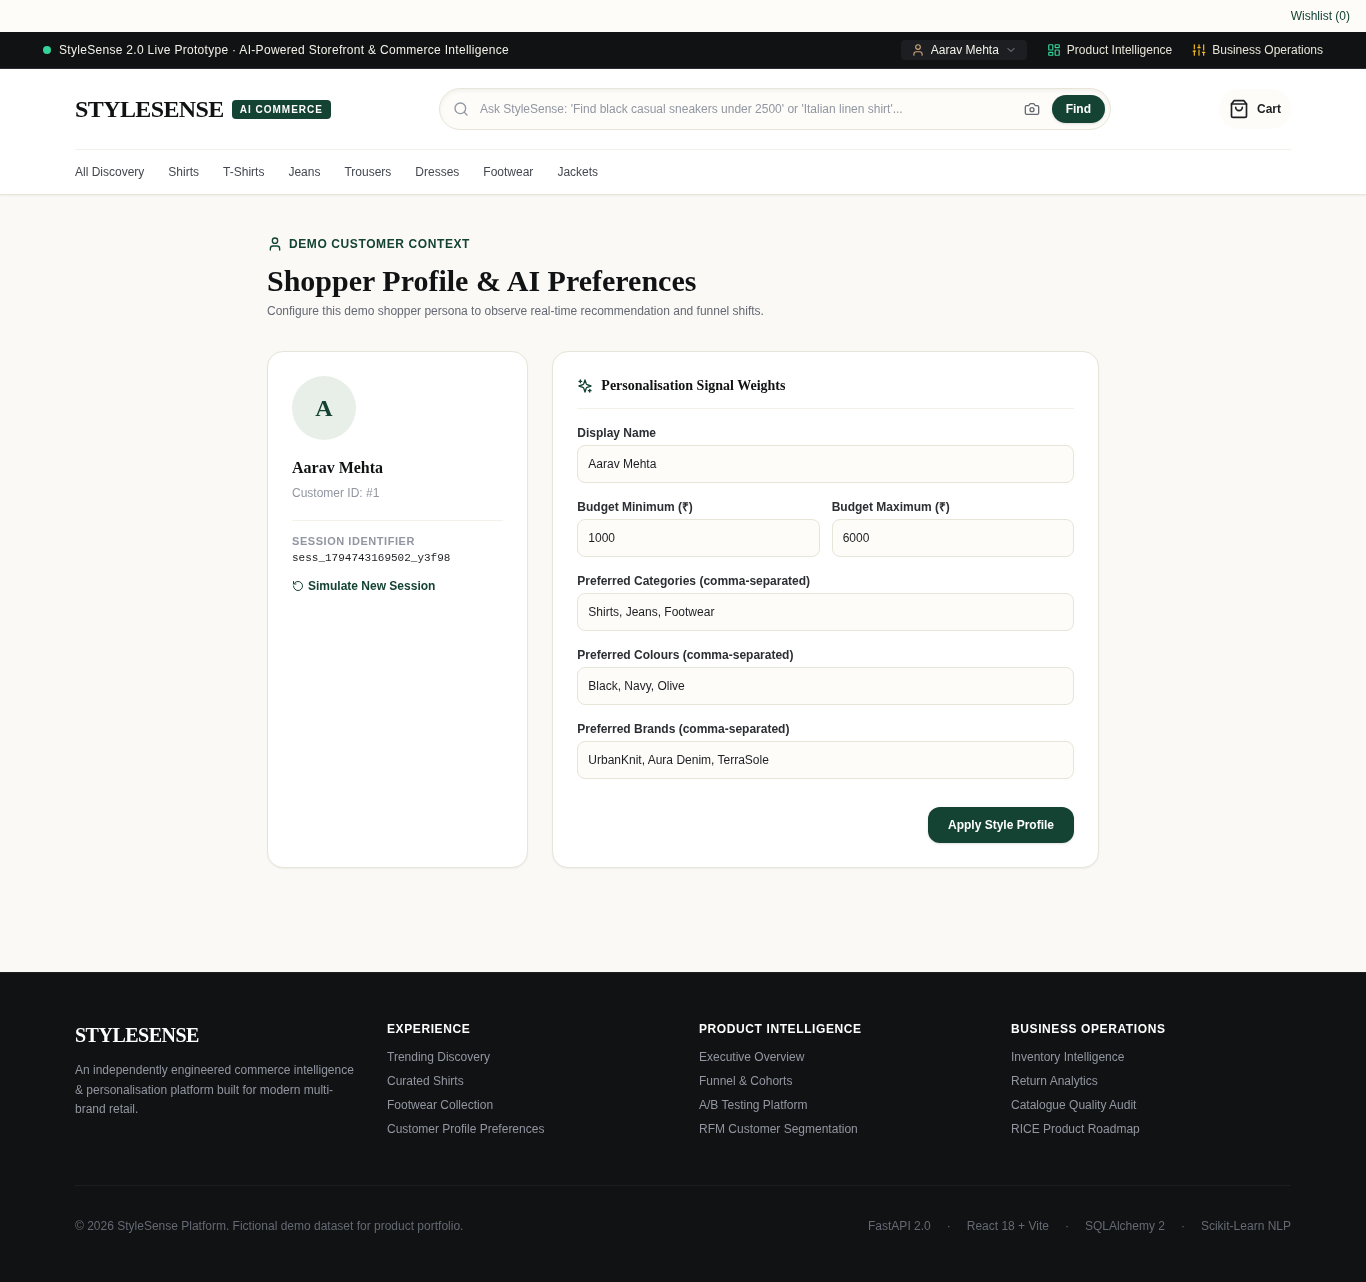 Wishlist (0)
StyleSense 2.0 Live Prototype · AI-Powered Storefront & Commerce Intelligence
Aarav Mehta
Product Intelligence
Business Operations
STYLESENSE
AI COMMERCE
Ask StyleSense: 'Find black casual sneakers under 2500' or 'Italian linen shirt'...
Find
Cart
All Discovery
Shirts
T-Shirts
Jeans
Trousers
Dresses
Footwear
Jackets
DEMO CUSTOMER CONTEXT
Shopper Profile & AI Preferences
Configure this demo shopper persona to observe real-time recommendation and funnel shifts.
A
Aarav Mehta
Customer ID: #1
SESSION IDENTIFIER
sess_1794743169502_y3f98
Simulate New Session
Personalisation Signal Weights
Display Name
Aarav Mehta
Budget Minimum (₹)
Budget Maximum (₹)
1000
6000
Preferred Categories (comma-separated)
Shirts, Jeans, Footwear
Preferred Colours (comma-separated)
Black, Navy, Olive
Preferred Brands (comma-separated)
UrbanKnit, Aura Denim, TerraSole
Apply Style Profile
STYLESENSE
An independently engineered commerce intelligence
& personalisation platform built for modern multi-
brand retail.
EXPERIENCE
Trending Discovery
Curated Shirts
Footwear Collection
Customer Profile Preferences
PRODUCT INTELLIGENCE
Executive Overview
Funnel & Cohorts
A/B Testing Platform
RFM Customer Segmentation
BUSINESS OPERATIONS
Inventory Intelligence
Return Analytics
Catalogue Quality Audit
RICE Product Roadmap
© 2026 StyleSense Platform. Fictional demo dataset for product portfolio.
FastAPI 2.0 · React 18 + Vite · SQLAlchemy 2 · Scikit-Learn NLP